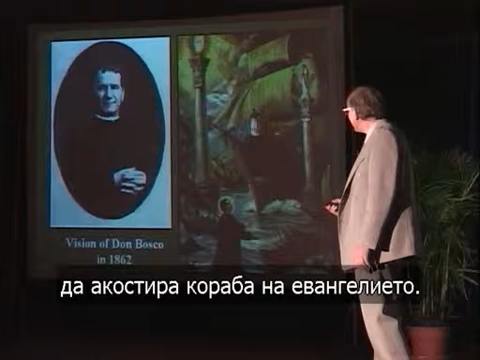 Vision of Don Bosco
in 1862
да акостира кораба на евангелието.